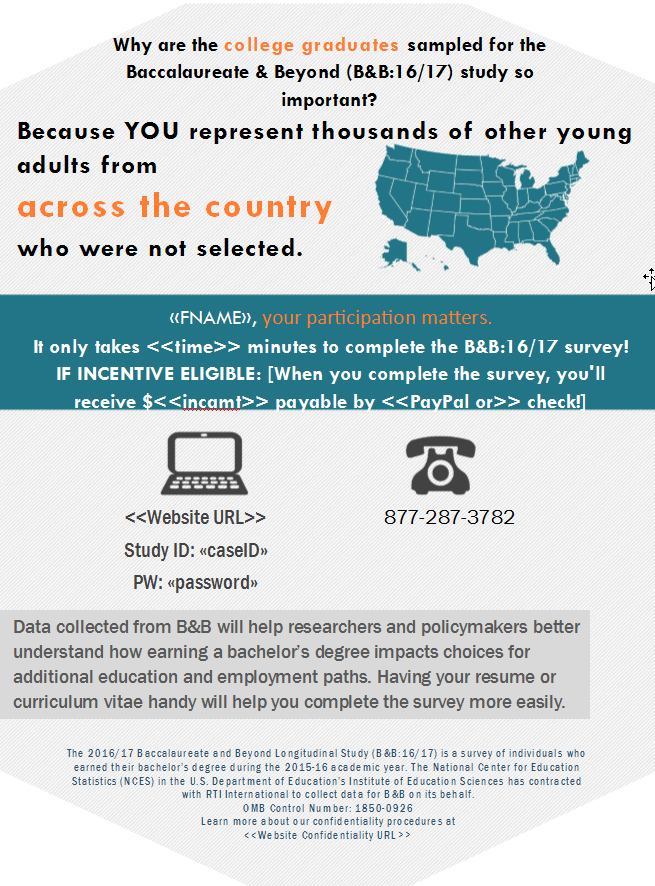 Why are the college graduates sampled for the
Baccalaureate & Beyond (B&B:16/17) study so
important?
Because YOU represent thousands of other young
adults from
across the country
who were not selected.
«FNAME», your participation matters.
It only takes <<time>> minutes to complete the B&B:16/17 survey!
IF INCENTIVE ELIGIBLE: [When you complete the survey, you'll
receive $<<incamt>> payable by <<PayPal or>> check!]
<<Website URL>>
Study ID: «caseID»
PW: «password»
877-287-3782
Data collected from B&B will help researchers and policymakers better
understand how earning a bachelor's degree impacts choices for
additional education and employment paths. Having your resume or
curriculum vitae handy will help you complete the survey more easily.
The 2016/17 Baccalaureate and Beyond Longitudinal Study (B&B:16/17) is a survey of individuals who
earned their bachelor's degree during the 2015-16 academic year. The National Center for Education
Statistics (NCES) in the U.S. Department of Education's Institute of Education Sciences has contracted
with RTI International to collect data for B&B on its behalf.
OMB Control Number: 1850-0926
Learn more about our confidentiality procedures at
<<Website Confidentiality URL>>